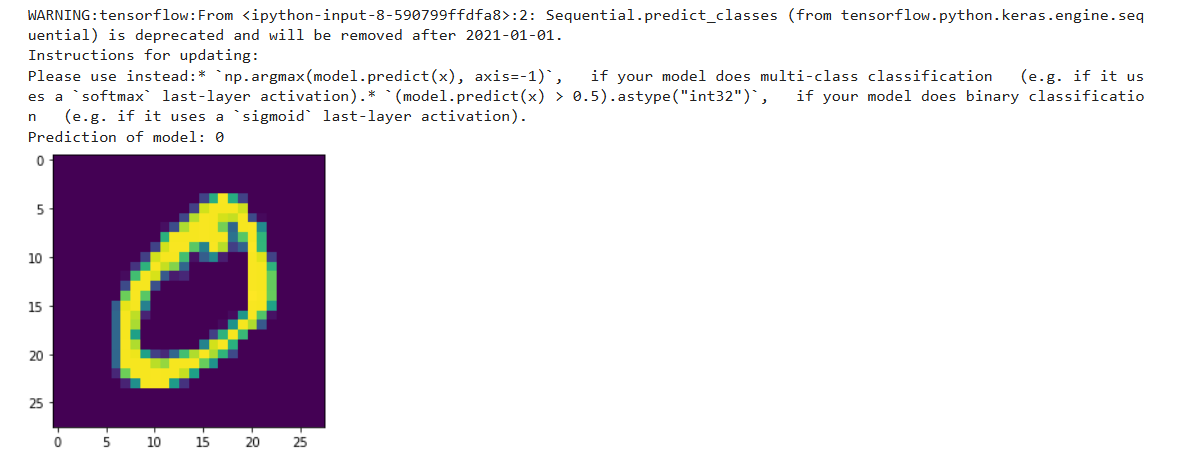 WARNING:tensorflow:From <ipython-input-8-590799ffdfa8>:2: Sequential.predict_classes (from tensorflow.python.keras.engine.seq
uential) is deprecated and will be removed after 2021-01-01.
Instructions for updating:
Please use instead:* `np.argmax(model.predict(x), axis=-1)`,   if your model does multi-class classification   (e.g. if it us
es a `softmax` last-layer activation).* `(model.predict(x) > 0.5).astype("int32")`,   if your model does binary classificatio
n   (e.g. if it uses a `sigmoid` last-layer activation).
Prediction of model: 0
0
5
10
15
20
25
0 5 10 15 20 25